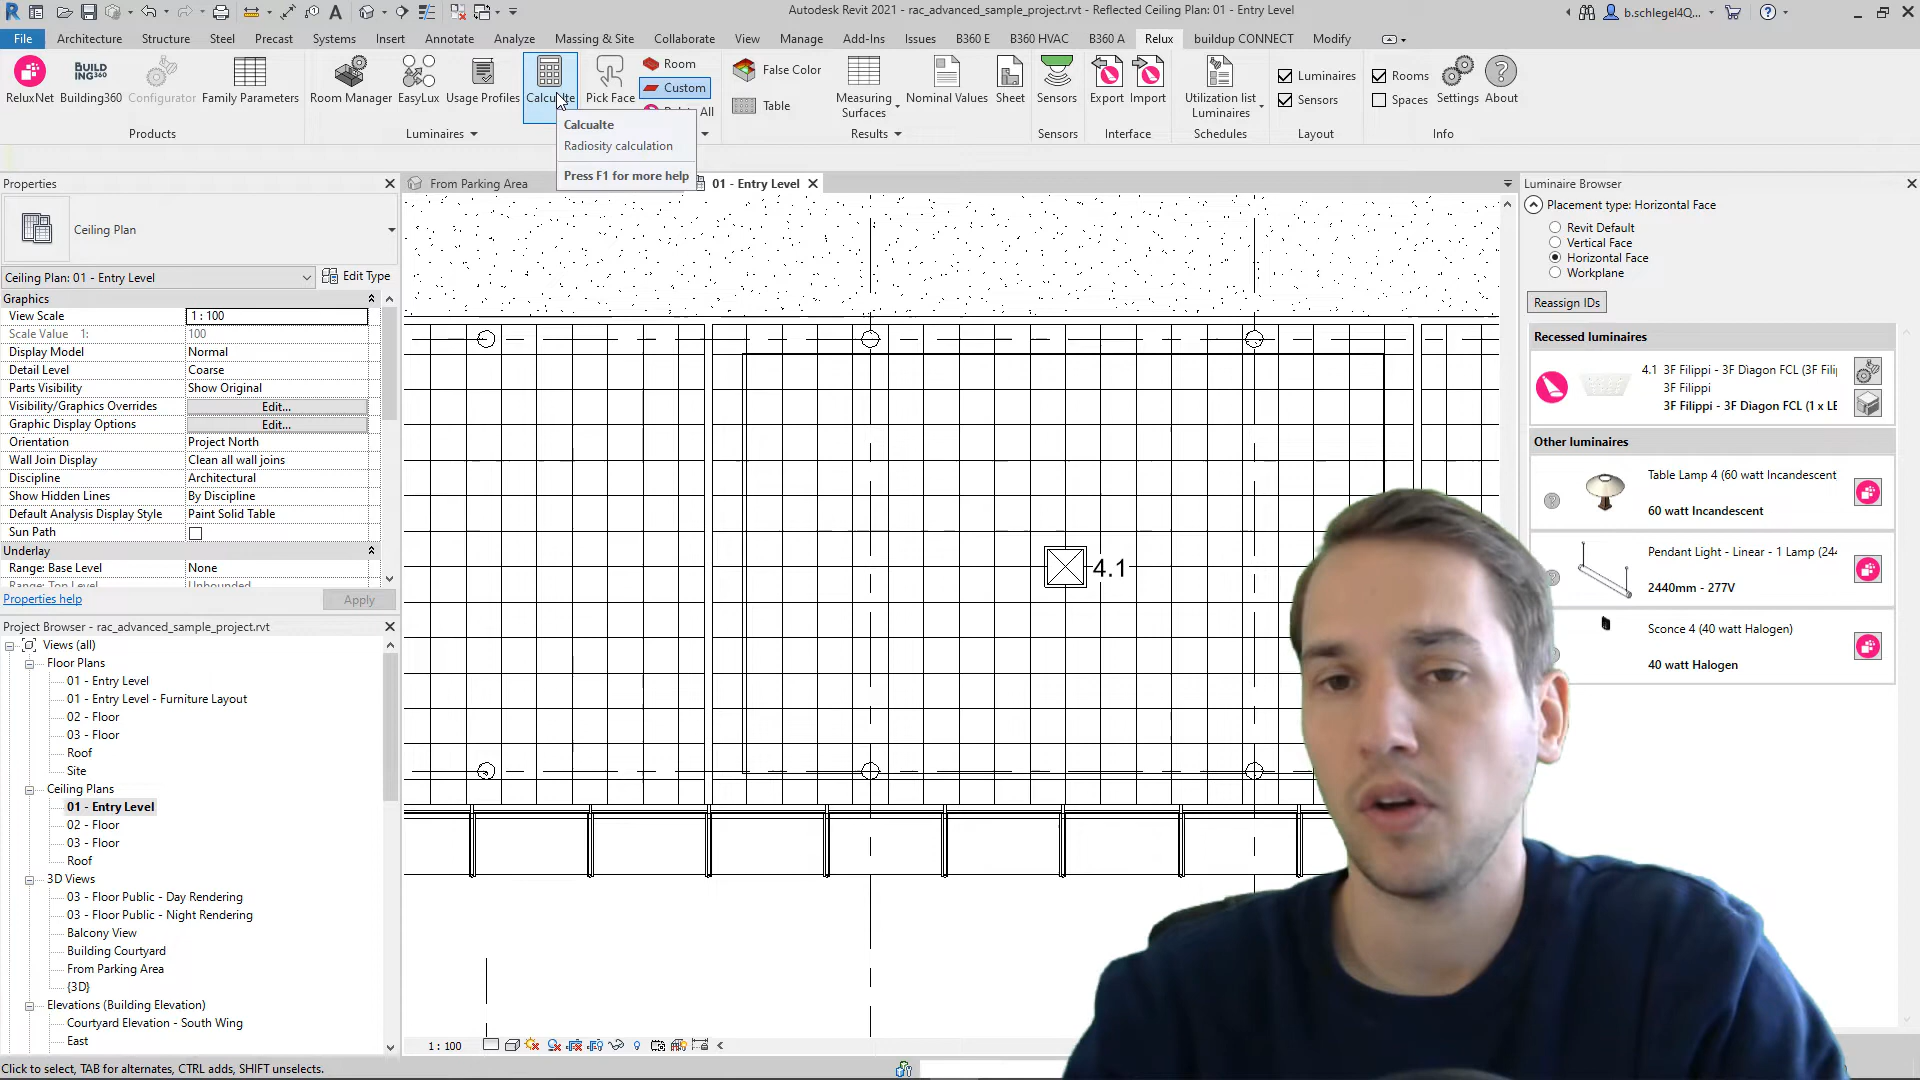 Autodesk Revit 2021 - rac_advanced_sample_project.rvt - Reflected Ceiling Plan: 01 - Entry Level
b.schlegel4Q...
File Architecture Structure Steel Precast Systems Insert Annotate Analyze Massing & Site Collaborate View Manage Add-Ins Issues B360 E B360 HVAC B360 A Relux buildup CONNECT Modify
ReluxNet
BUILD
ING360
Building360
Configurator
Family Parameters
Products
Room Manager
EasyLux
Usage Profiles
Calculate
Pick Face
Room
Custom
All
Luminaires
False Color
Table
Measuring
Surfaces
Nominal Values
Sheet
Results
Sensors
Sensors
Export
Import
Interface
Utilization list
Luminaires
Schedules
Luminaires
Sensors
Rooms
Spaces
Layout
Settings
About
Info
Calcualte
Radiosity calculation
Press F1 for more help
Properties
Ceiling Plan
Ceiling Plan: 01 - Entry Level
Edit Type
Graphics
View Scale 1 : 100
Scale Value 1: 100
Display Model Normal
Detail Level Coarse
Parts Visibility Show Original
Visibility/Graphics Overrides Edit...
Graphic Display Options Edit...
Orientation Project North
Wall Join Display Clean all wall joins
Discipline Architectural
Show Hidden Lines By Discipline
Default Analysis Display Style Paint Solid Table
Sun Path
Underlay
Range: Base Level None
Range: Top Level Unbounded
Properties help
Apply
Project Browser - rac_advanced_sample_project.rvt
Views (all)
Floor Plans
01 - Entry Level
01 - Entry Level - Furniture Layout
02 - Floor
03 - Floor
Roof
Site
Ceiling Plans
01 - Entry Level
02 - Floor
03 - Floor
Roof
3D Views
03 - Floor Public - Day Rendering
03 - Floor Public - Night Rendering
Balcony View
Building Courtyard
From Parking Area
{3D}
Elevations (Building Elevation)
Courtyard Elevation - South Wing
East
From Parking Area
01 - Entry Level
4.1
1 : 100
Luminaire Browser
Placement type: Horizontal Face
Revit Default
Vertical Face
Horizontal Face
Workplane
Reassign IDs
Recessed luminaires
4.1 3F Filippi - 3F Diagon FCL (3F Filip
3F Filippi
3F Filippi - 3F Diagon FCL (1 x LE
Other luminaires
Table Lamp 4 (60 watt Incandescent
60 watt Incandescent
Pendant Light - Linear - 1 Lamp (244
2440mm - 277V
Sconce 4 (40 watt Halogen)
40 watt Halogen
Click to select, TAB for alternates, CTRL adds, SHIFT unselects.